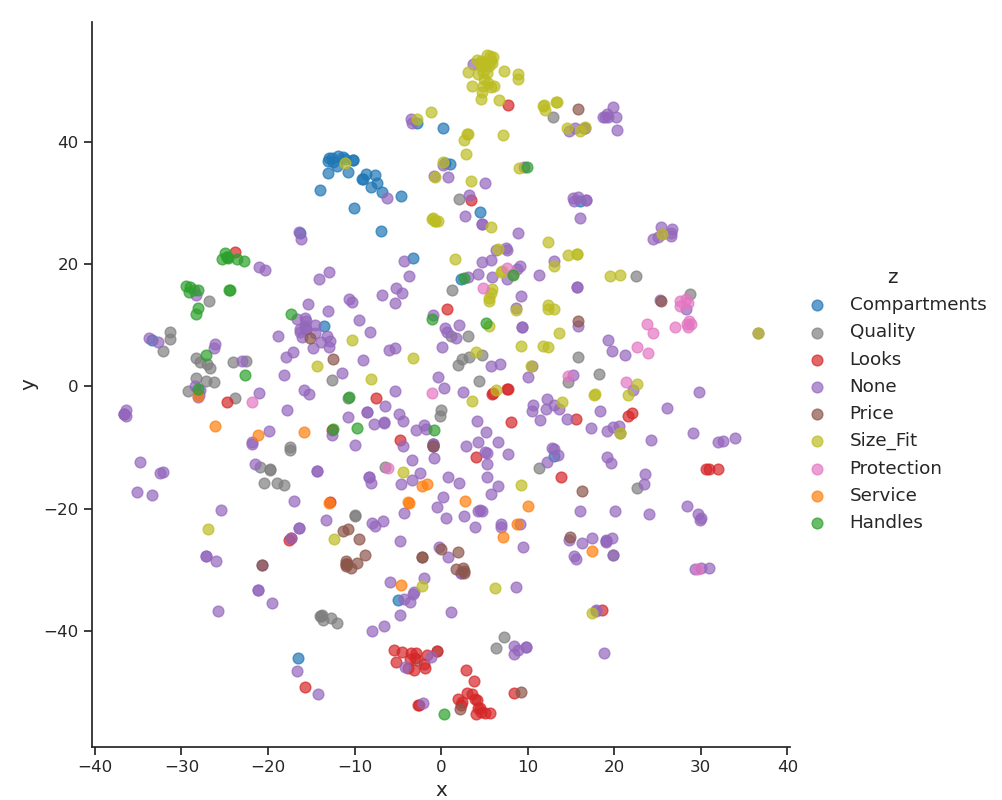 z
Compartments
Quality
Looks
None
Price
Size_Fit
Protection
Service
Handles
y
40
20
0
−20
−40
−40 −30 −20 −10 0 10 20 30 40
x